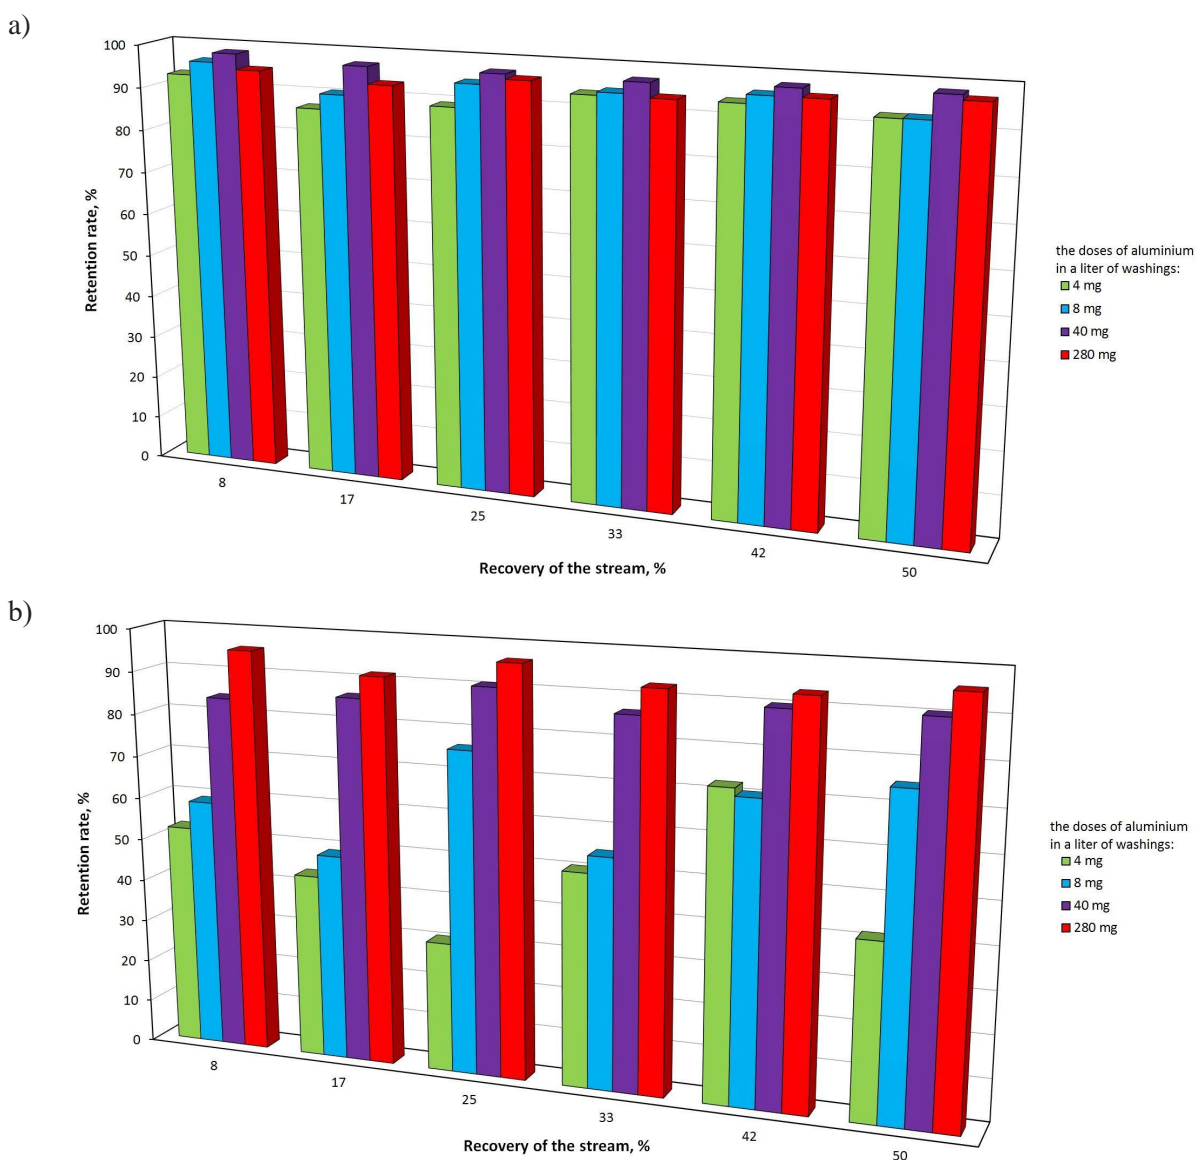 a)
100
90
80
70
60
50
40
30
20
10
0
Retention rate, %
8
17
25
33
42
50
Recovery of the stream, %
the doses of aluminium
in a liter of washings:
4 mg
8 mg
40 mg
280 mg
b)
100
90
80
70
60
50
40
30
20
10
0
Retention rate, %
8
17
25
33
42
50
Recovery of the stream, %
the doses of aluminium
in a liter of washings:
4 mg
8 mg
40 mg
280 mg